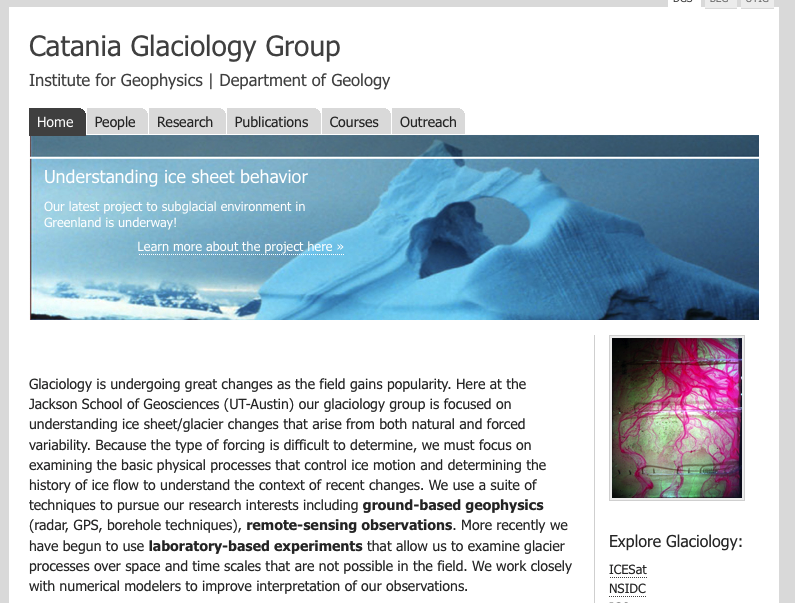 Catania Glaciology Group
Institute for Geophysics | Department of Geology
Home People Research Publications Courses Outreach
Understanding ice sheet behavior
Our latest project to subglacial environment in
Greenland is underway!
Learn more about the project here »
Glaciology is undergoing great changes as the field gains popularity. Here at the
Jackson School of Geosciences (UT-Austin) our glaciology group is focused on
understanding ice sheet/glacier changes that arise from both natural and forced
variability. Because the type of forcing is difficult to determine, we must focus on
examining the basic physical processes that control ice motion and determining the
history of ice flow to understand the context of recent changes. We use a suite of
techniques to pursue our research interests including ground-based geophysics
(radar, GPS, borehole techniques), remote-sensing observations. More recently we
have begun to use laboratory-based experiments that allow us to examine glacier
processes over space and time scales that are not possible in the field. We work closely
with numerical modelers to improve interpretation of our observations.
Explore Glaciology:
ICESat
NSIDC